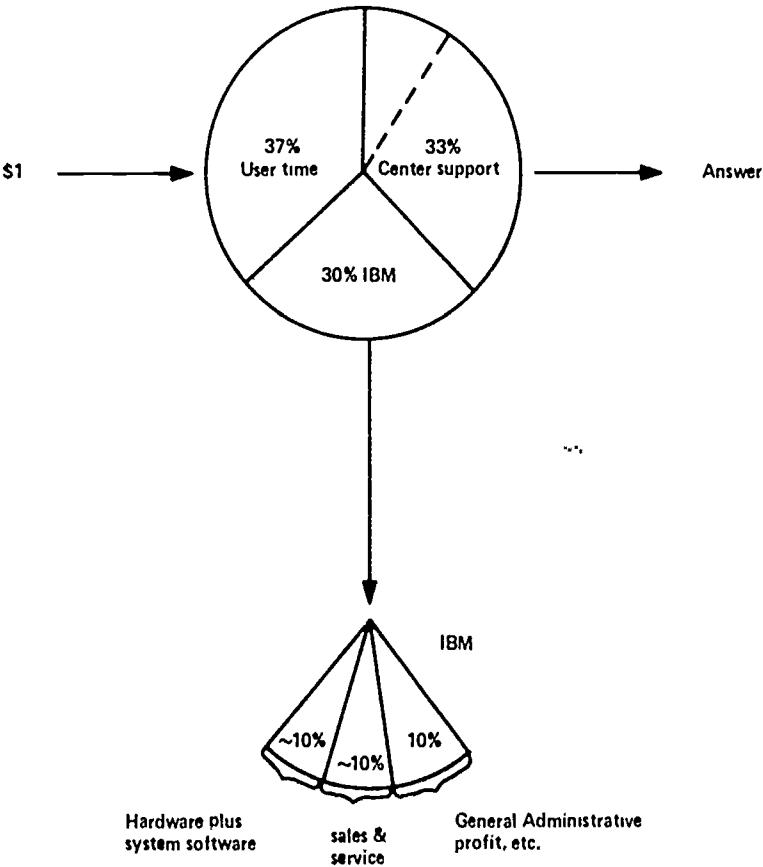 37%
User time
33%
Center support
$1
Answer
30% IBM
IBM
~10%
~10%
10%
Hardware plus
system software
sales &
service
General Administrative
profit, etc.